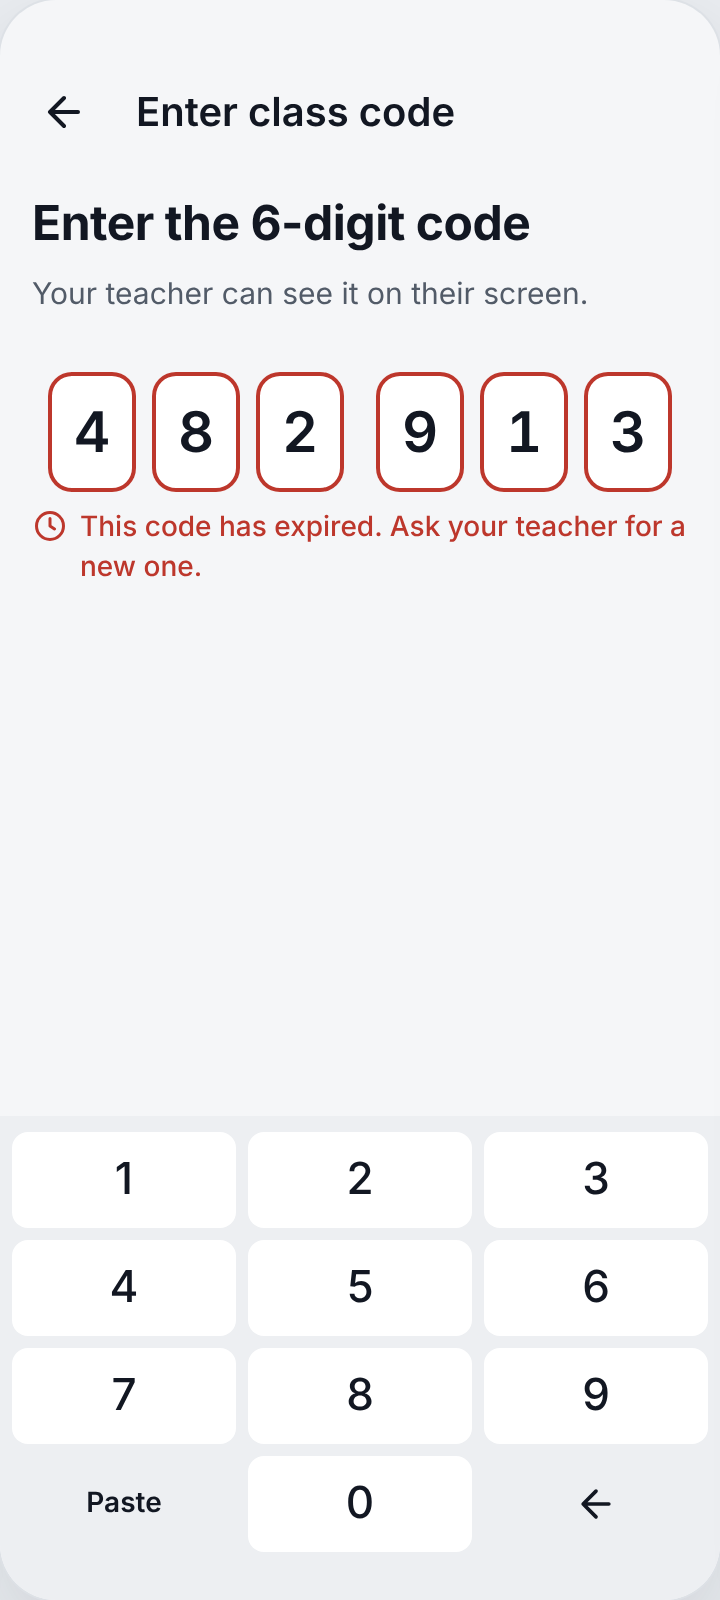 Enter class code
Enter the 6-digit code
Your teacher can see it on their screen.
4 8 2 9 1 3
This code has expired. Ask your teacher for a
new one.
1 2 3
4 5 6
7 8 9
Paste 0